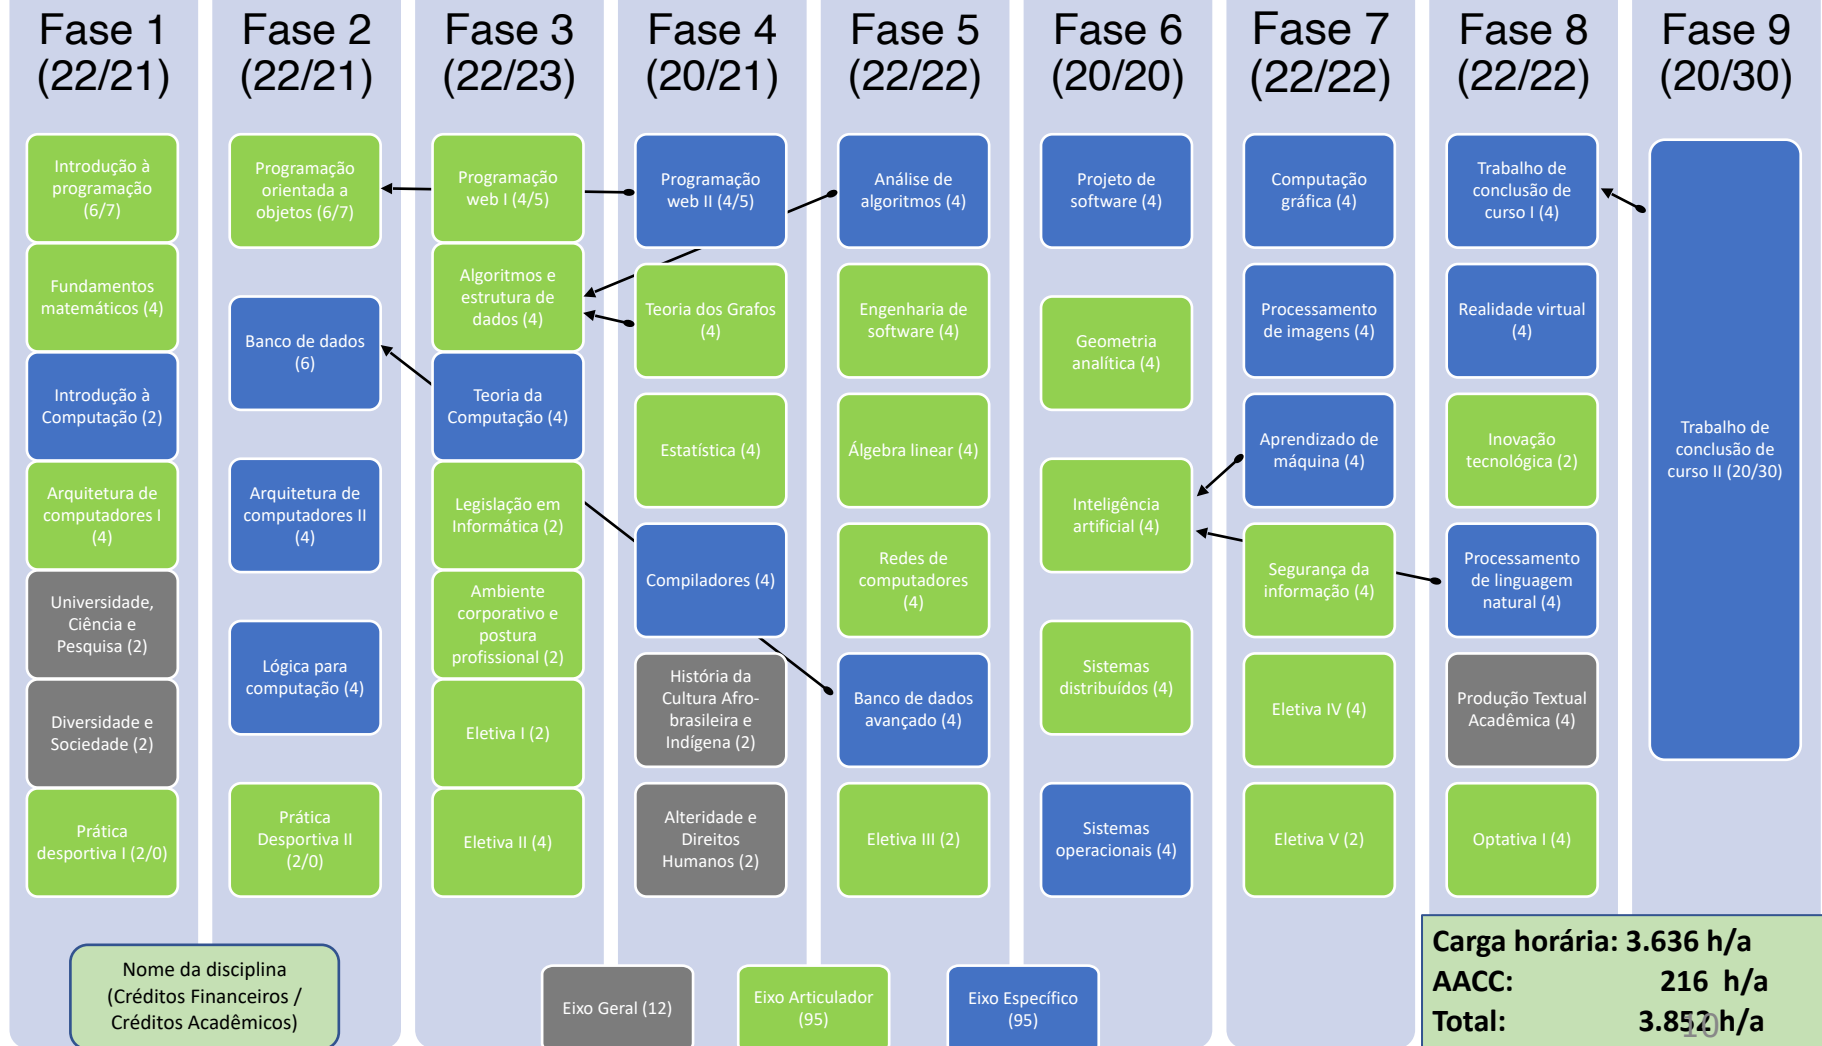 Fase 1
(22/21)
Introdução à
programação
(6/7)
Fundamentos
matemáticos (4)
Introdução à
Computação (2)
Arquitetura de
computadores I
(4)
Universidade,
Ciência e
Pesquisa (2)
Diversidade e
Sociedade (2)
Prática
desportiva I (2/0)
Fase 2
(22/21)
Programação
orientada a
objetos (6/7)
Banco de dados
(6)
Arquitetura de
computadores II
(4)
Lógica para
computação (4)
Prática
Desportiva II
(2/0)
Fase 3
(22/23)
Programação
web I (4/5)
Algoritmos e
estrutura de
dados (4)
Teoria da
Computação (4)
Legislação em
Informática (2)
Ambiente
corporativo e
postura
profissional (2)
Eletiva I (2)
Eletiva II (4)
Fase 4
(20/21)
Programação
web II (4/5)
Teoria dos Grafos
(4)
Estatística (4)
Compiladores (4)
História da
Cultura Afro-
brasileira e
Indígena (2)
Alteridade e
Direitos
Humanos (2)
Fase 5
(22/22)
Análise de
algoritmos (4)
Engenharia de
software (4)
Álgebra linear (4)
Redes de
computadores
(4)
Banco de dados
avançado (4)
Eletiva III (2)
Fase 6
(20/20)
Projeto de
software (4)
Geometria
analítica (4)
Inteligência
artificial (4)
Sistemas
distribuídos (4)
Sistemas
operacionais (4)
Fase 7
(22/22)
Computação
gráfica (4)
Processamento
de imagens (4)
Aprendizado de
máquina (4)
Segurança da
informação (4)
Eletiva IV (4)
Eletiva V (2)
Fase 8
(22/22)
Trabalho de
conclusão de
curso I (4)
Realidade virtual
(4)
Inovação
tecnológica (2)
Processamento
de linguagem
natural (4)
Produção Textual
Acadêmica (4)
Optativa I (4)
Fase 9
(20/30)
Trabalho de
conclusão de
curso II (20/30)
Nome da disciplina
(Créditos Financeiros /
Créditos Acadêmicos)
Eixo Geral (12)
Eixo Articulador
(95)
Eixo Específico
(95)
Carga horária: 3.636 h/a
AACC: 216 h/a
Total: 3.852 h/a
10